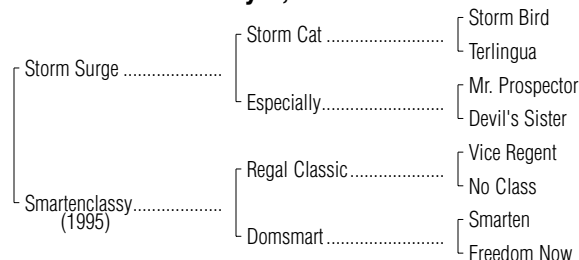 Storm Bird
Storm Cat ........................
Terlingua
Storm Surge ....................
Mr. Prospector
Especially.........................
Devil's Sister
Vice Regent
Regal Classic...................
No Class
Smartenclassy..................
(1995)
Smarten
Domsmart ........................
Freedom Now